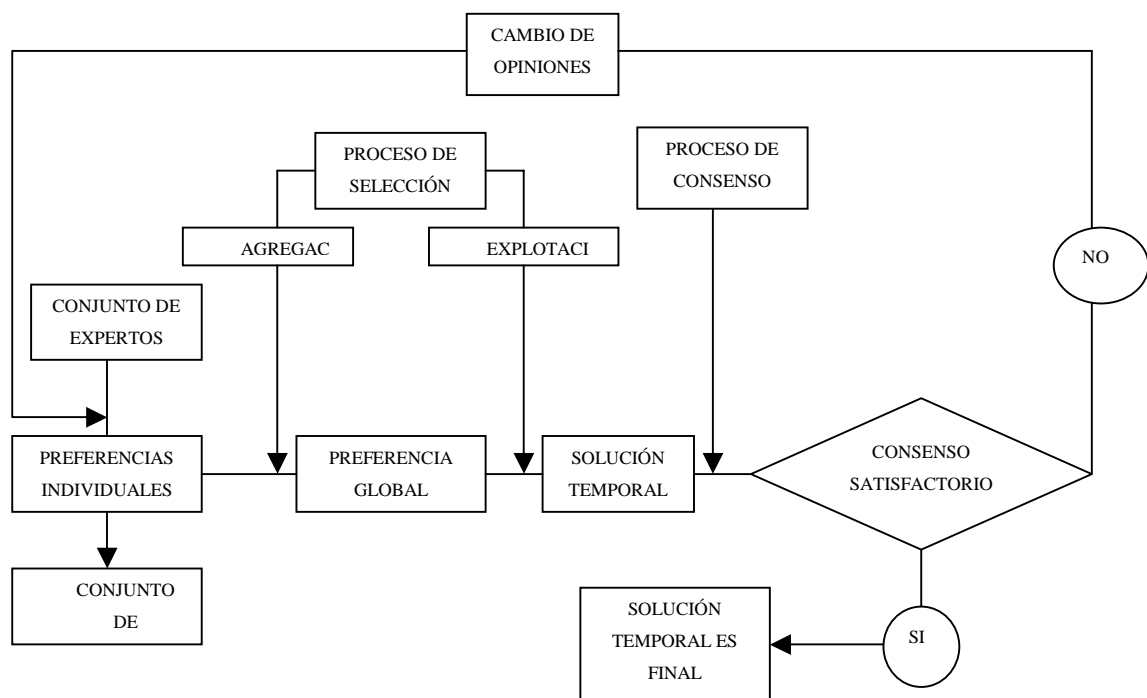 CAMBIO DE
OPINIONES
PROCESO DE
SELECCIÓN
PROCESO DE
CONSENSO
AGREGAC
EXPLOTACI
NO
CONJUNTO DE
EXPERTOS
PREFERENCIAS
INDIVIDUALES
PREFERENCIA
GLOBAL
SOLUCIÓN
TEMPORAL
CONSENSO
SATISFACTORIO
CONJUNTO
DE
SOLUCIÓN
TEMPORAL ES
FINAL
SI